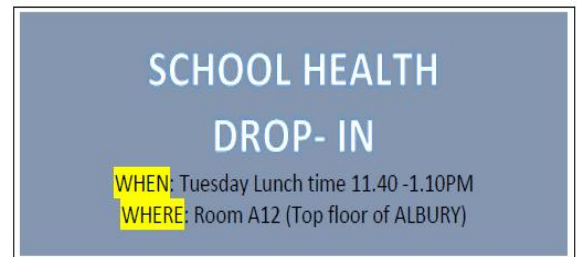 SCHOOL HEALTH
DROP- IN
WHEN: Tuesday Lunch time 11.40 -1.10PM
WHERE: Room A12 (Top floor of ALBURY)